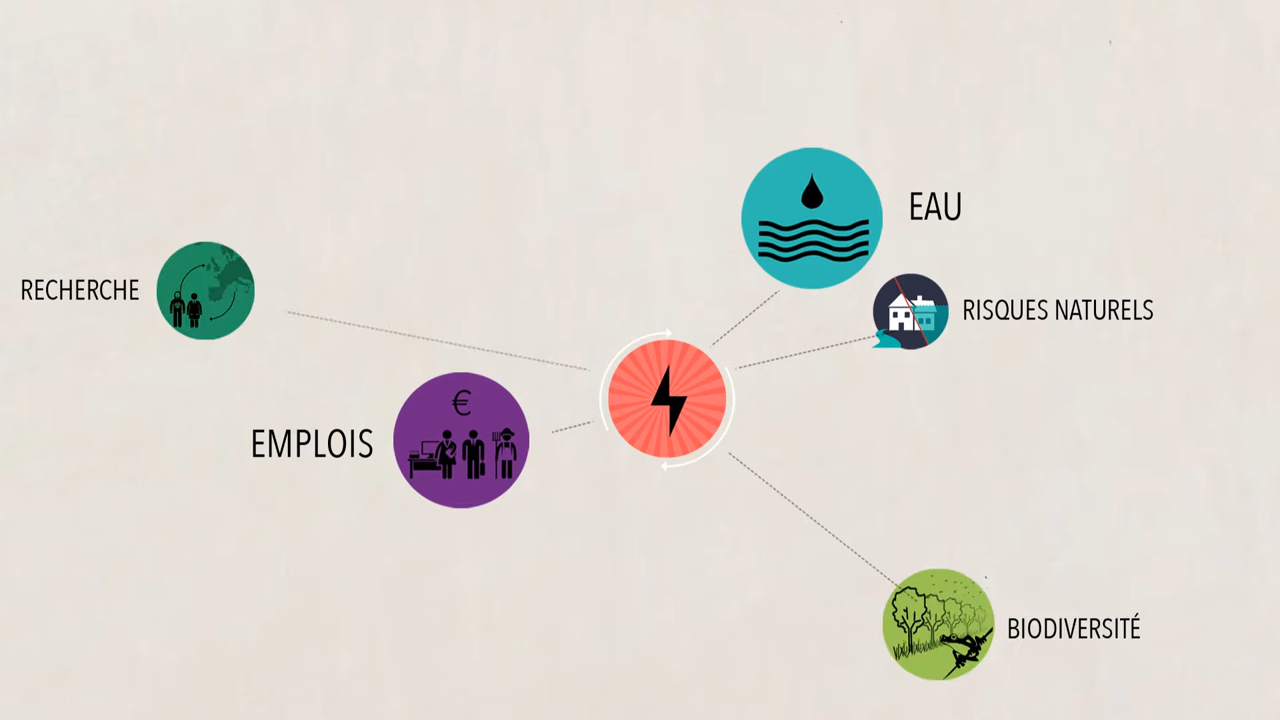 EAU
RECHERCHE
RISQUES NATURELS
€
EMPLOIS
BIODIVERSITÉ